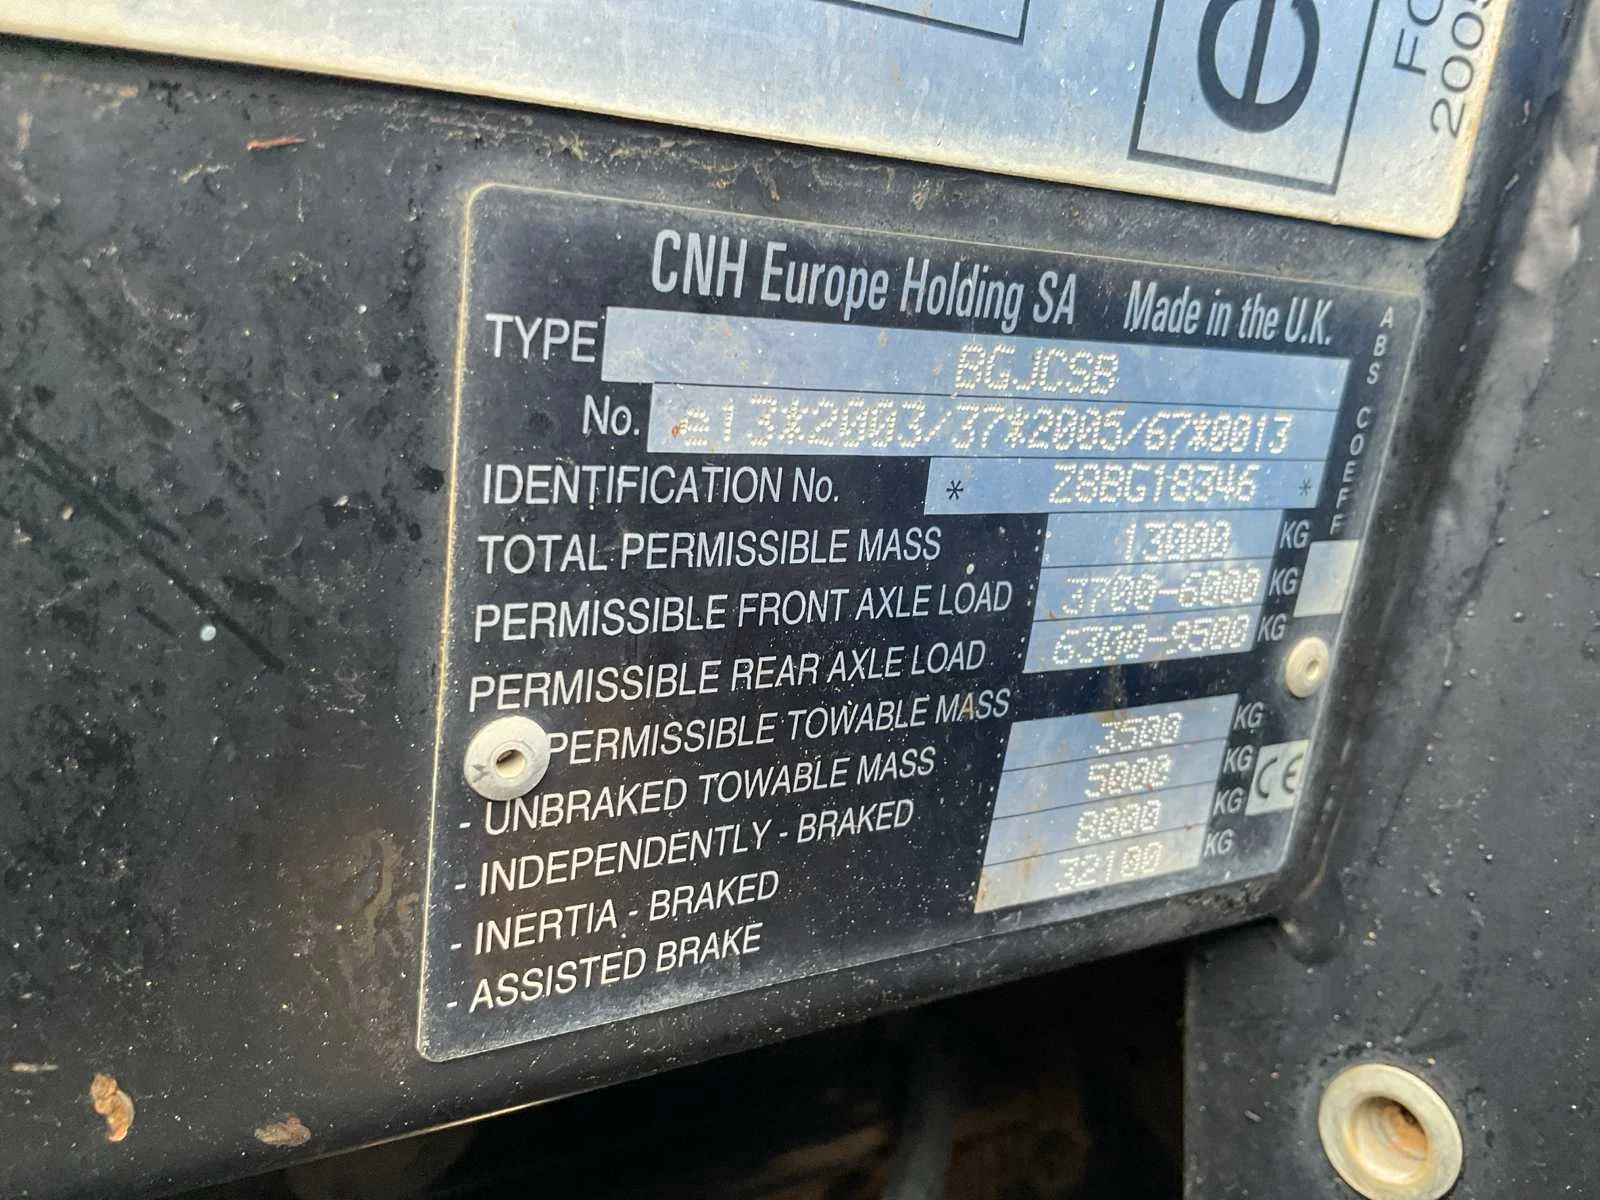 e
2005
CNH Europe Holding SA Made in the U.K.
TYPE BGJCSB
No. e13*2003/37*2005/67*0013
IDENTIFICATION No. * Z8BG18346 *
TOTAL PERMISSIBLE MASS : 13000 KG
PERMISSIBLE FRONT AXLE LOAD : 3700-6000 KG
PERMISSIBLE REAR AXLE LOAD : 6300-9500 KG
PERMISSIBLE TOWABLE MASS
- UNBRAKED TOWABLE MASS : 3500 KG
- INDEPENDENTLY - BRAKED : 5000 KG
- INERTIA - BRAKED : 8000 KG
- ASSISTED BRAKE : 32100 KG
ABS COEFF
CE